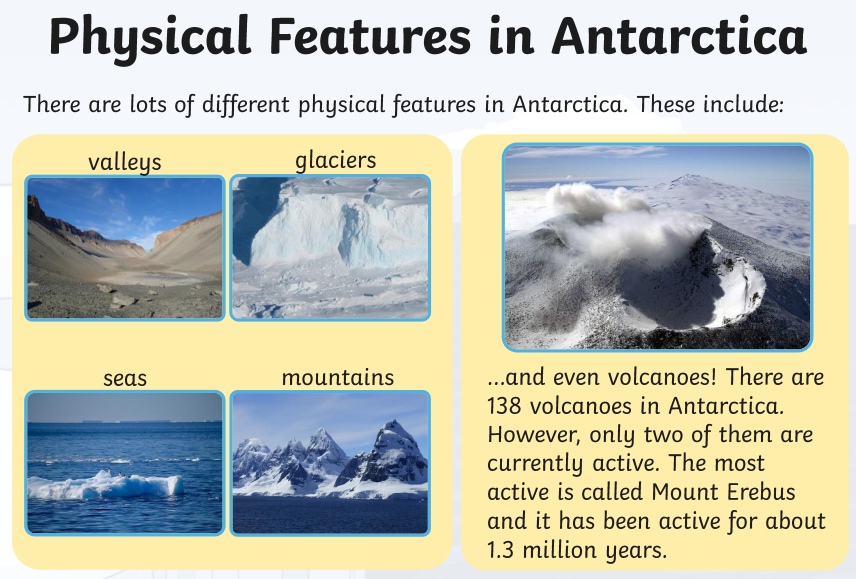 Physical Features in Antarctica
There are lots of different physical features in Antarctica. These include:
valleys
glaciers
seas
mountains
...and even volcanoes! There are
138 volcanoes in Antarctica.
However, only two of them are
currently active. The most
active is called Mount Erebus
and it has been active for about
1.3 million years.